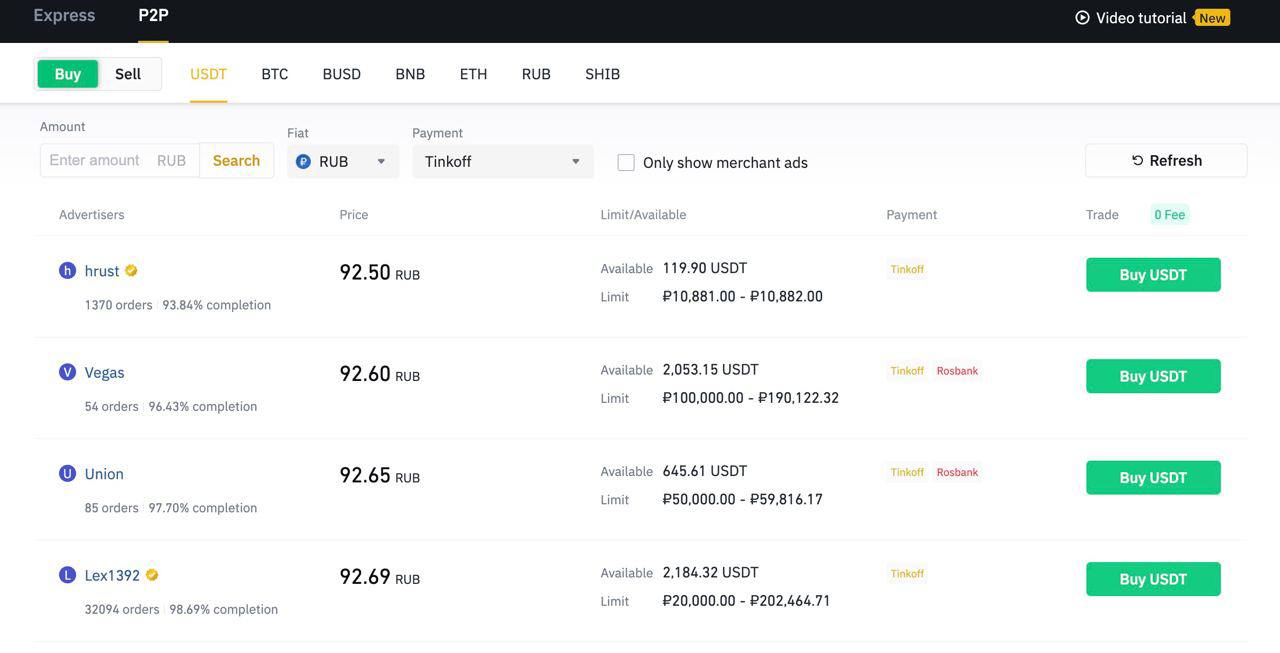 Express P2P Video tutorial New
Buy Sell USDT BTC BUSD BNB ETH RUB SHIB
Amount Fiat Payment
Enter amount RUB Search ₽ RUB Tinkoff Only show merchant ads Refresh
Advertisers Price Limit/Available Payment Trade 0 Fee
h hrust 92.50 RUB Available 119.90 USDT Tinkoff Buy USDT
1370 orders 93.84% completion Limit ₽10,881.00 - ₽10,882.00
V Vegas 92.60 RUB Available 2,053.15 USDT Tinkoff Rosbank Buy USDT
54 orders 96.43% completion Limit ₽100,000.00 - ₽190,122.32
U Union 92.65 RUB Available 645.61 USDT Tinkoff Rosbank Buy USDT
85 orders 97.70% completion Limit ₽50,000.00 - ₽59,816.17
L Lex1392 92.69 RUB Available 2,184.32 USDT Tinkoff Buy USDT
32094 orders 98.69% completion Limit ₽20,000.00 - ₽202,464.71